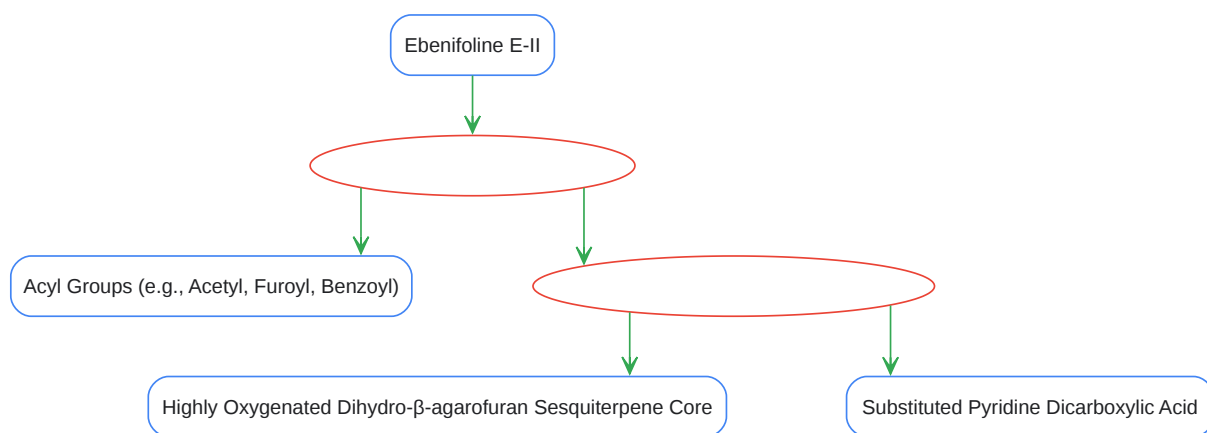 Ebenifoline E-II
Acyl Groups (e.g., Acetyl, Furoyl, Benzoyl)
Highly Oxygenated Dihydro-β-agarofuran Sesquiterpene Core
Substituted Pyridine Dicarboxylic Acid